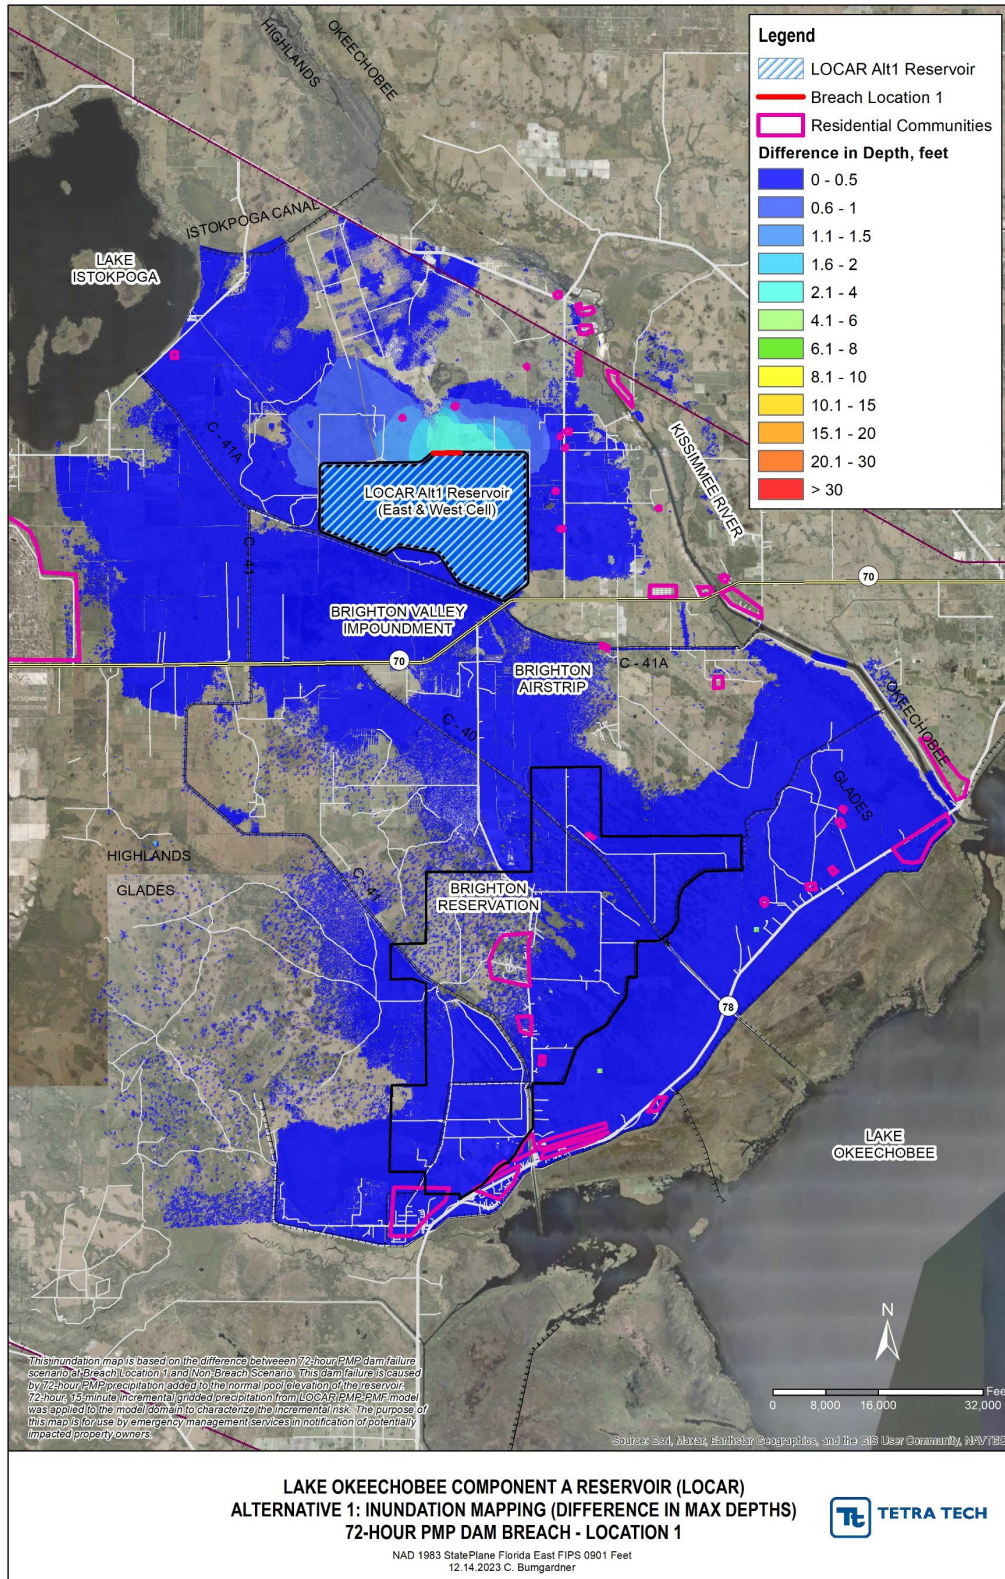 Legend
LOCAR Alt1 Reservoir
Breach Location 1
Residential Communities
Difference in Depth, feet
0 - 0.5
0.6 - 1
1.1 - 1.5
1.6 - 2
2.1 - 4
4.1 - 6
6.1 - 8
8.1 - 10
10.1 - 15
15.1 - 20
20.1 - 30
> 30
OKEECHOBEE
HIGHLANDS
ISTOKPOGA CANAL
LAKE
ISTOKPOGA
C - 41A
KISSIMMEE RIVER
LOCAR Alt1 Reservoir
(East & West Cell)
C - 41
70
BRIGHTON VALLEY
IMPOUNDMENT
70
C - 41A
BRIGHTON
AIRSTRIP
C - 40
OKEECHOBEE
GLADES
HIGHLANDS
GLADES
C - 41
BRIGHTON
RESERVATION
78
LAKE
OKEECHOBEE
N
Fee
0 8,000 16,000 32,000
This inundation map is based on the difference betweeen 72-hour PMP dam failure
scenario at Breach Location 1 and Non-Breach Scenario. This dam failure is caused
by 72-hour PMP precipitation added to the normal pool elevation of the reservoir.
72-hour, 15-minute incremental gridded precipitation from LOCAR PMP-PMF model
was applied to the model domain to characterize the incremental risk. The purpose of
this map is for use by emergency management services in notification of potentially
impacted property owners.
Source: Esri, Maxar, Earthstar Geographics, and the GIS User Community, NAVTEQ
LAKE OKEECHOBEE COMPONENT A RESERVOIR (LOCAR)
ALTERNATIVE 1: INUNDATION MAPPING (DIFFERENCE IN MAX DEPTHS)
72-HOUR PMP DAM BREACH - LOCATION 1
NAD 1983 StatePlane Florida East FIPS 0901 Feet
12.14.2023 C. Bumgardner
Tt TETRA TECH